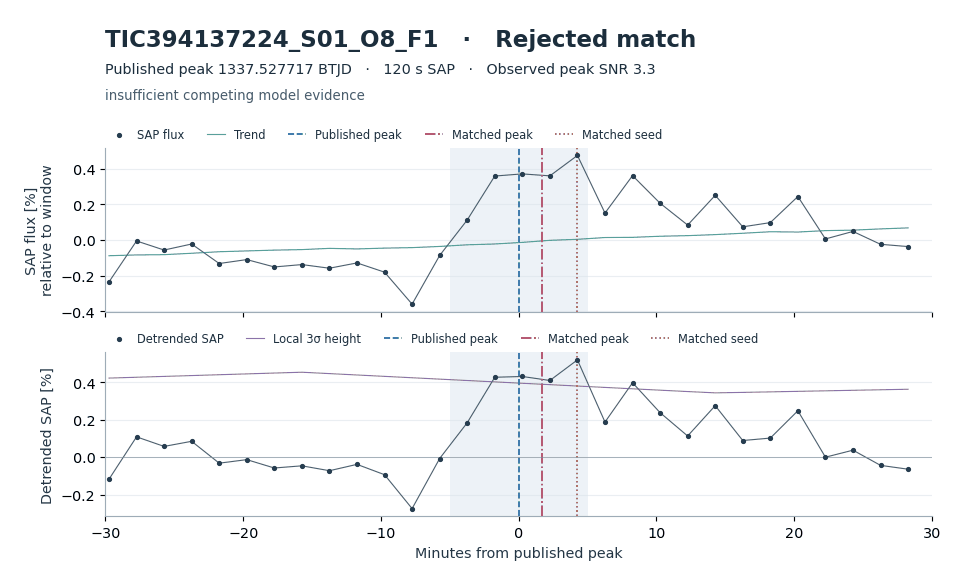 TIC394137224_S01_O8_F1 · Rejected match
Published peak 1337.527717 BTJD · 120 s SAP · Observed peak SNR 3.3
insufficient competing model evidence
SAP flux Trend Published peak Matched peak Matched seed
SAP flux [%]
relative to window
0.4
0.2
0.0
−0.2
−0.4
Detrended SAP Local 3σ height Published peak Matched peak Matched seed
Detrended SAP [%]
0.4
0.2
0.0
−0.2
−30 −20 −10 0 10 20 30
Minutes from published peak